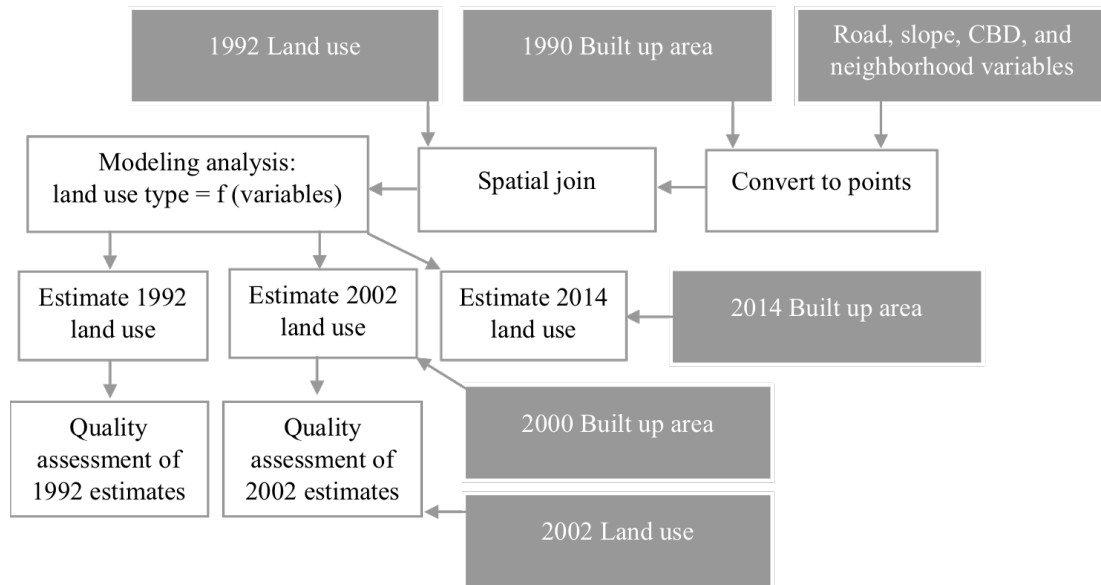 1992 Land use
1990 Built up area
Road, slope, CBD, and
neighborhood variables
Modeling analysis:
land use type = f (variables)
Spatial join
Convert to points
Estimate 1992
land use
Estimate 2002
land use
Estimate 2014
land use
2014 Built up area
Quality
assessment of
1992 estimates
Quality
assessment of
2002 estimates
2000 Built up area
2002 Land use